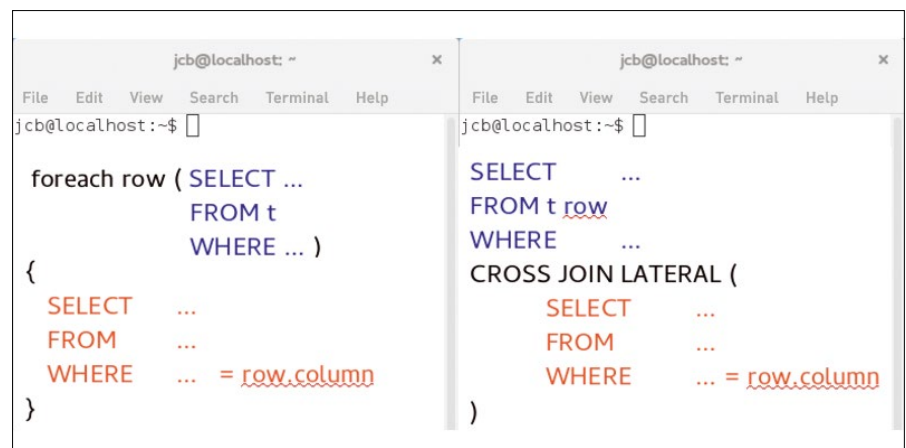 jcb@localhost: ~ ×
File Edit View Search Terminal Help
jcb@localhost:~$
foreach row ( SELECT ...
FROM t
WHERE ... )
{
SELECT ...
FROM ...
WHERE ... = row.column
}
jcb@localhost: ~ ×
File Edit View Search Terminal Help
jcb@localhost:~$
SELECT ...
FROM t row
WHERE ...
CROSS JOIN LATERAL (
SELECT ...
FROM ...
WHERE ... = row.column
)